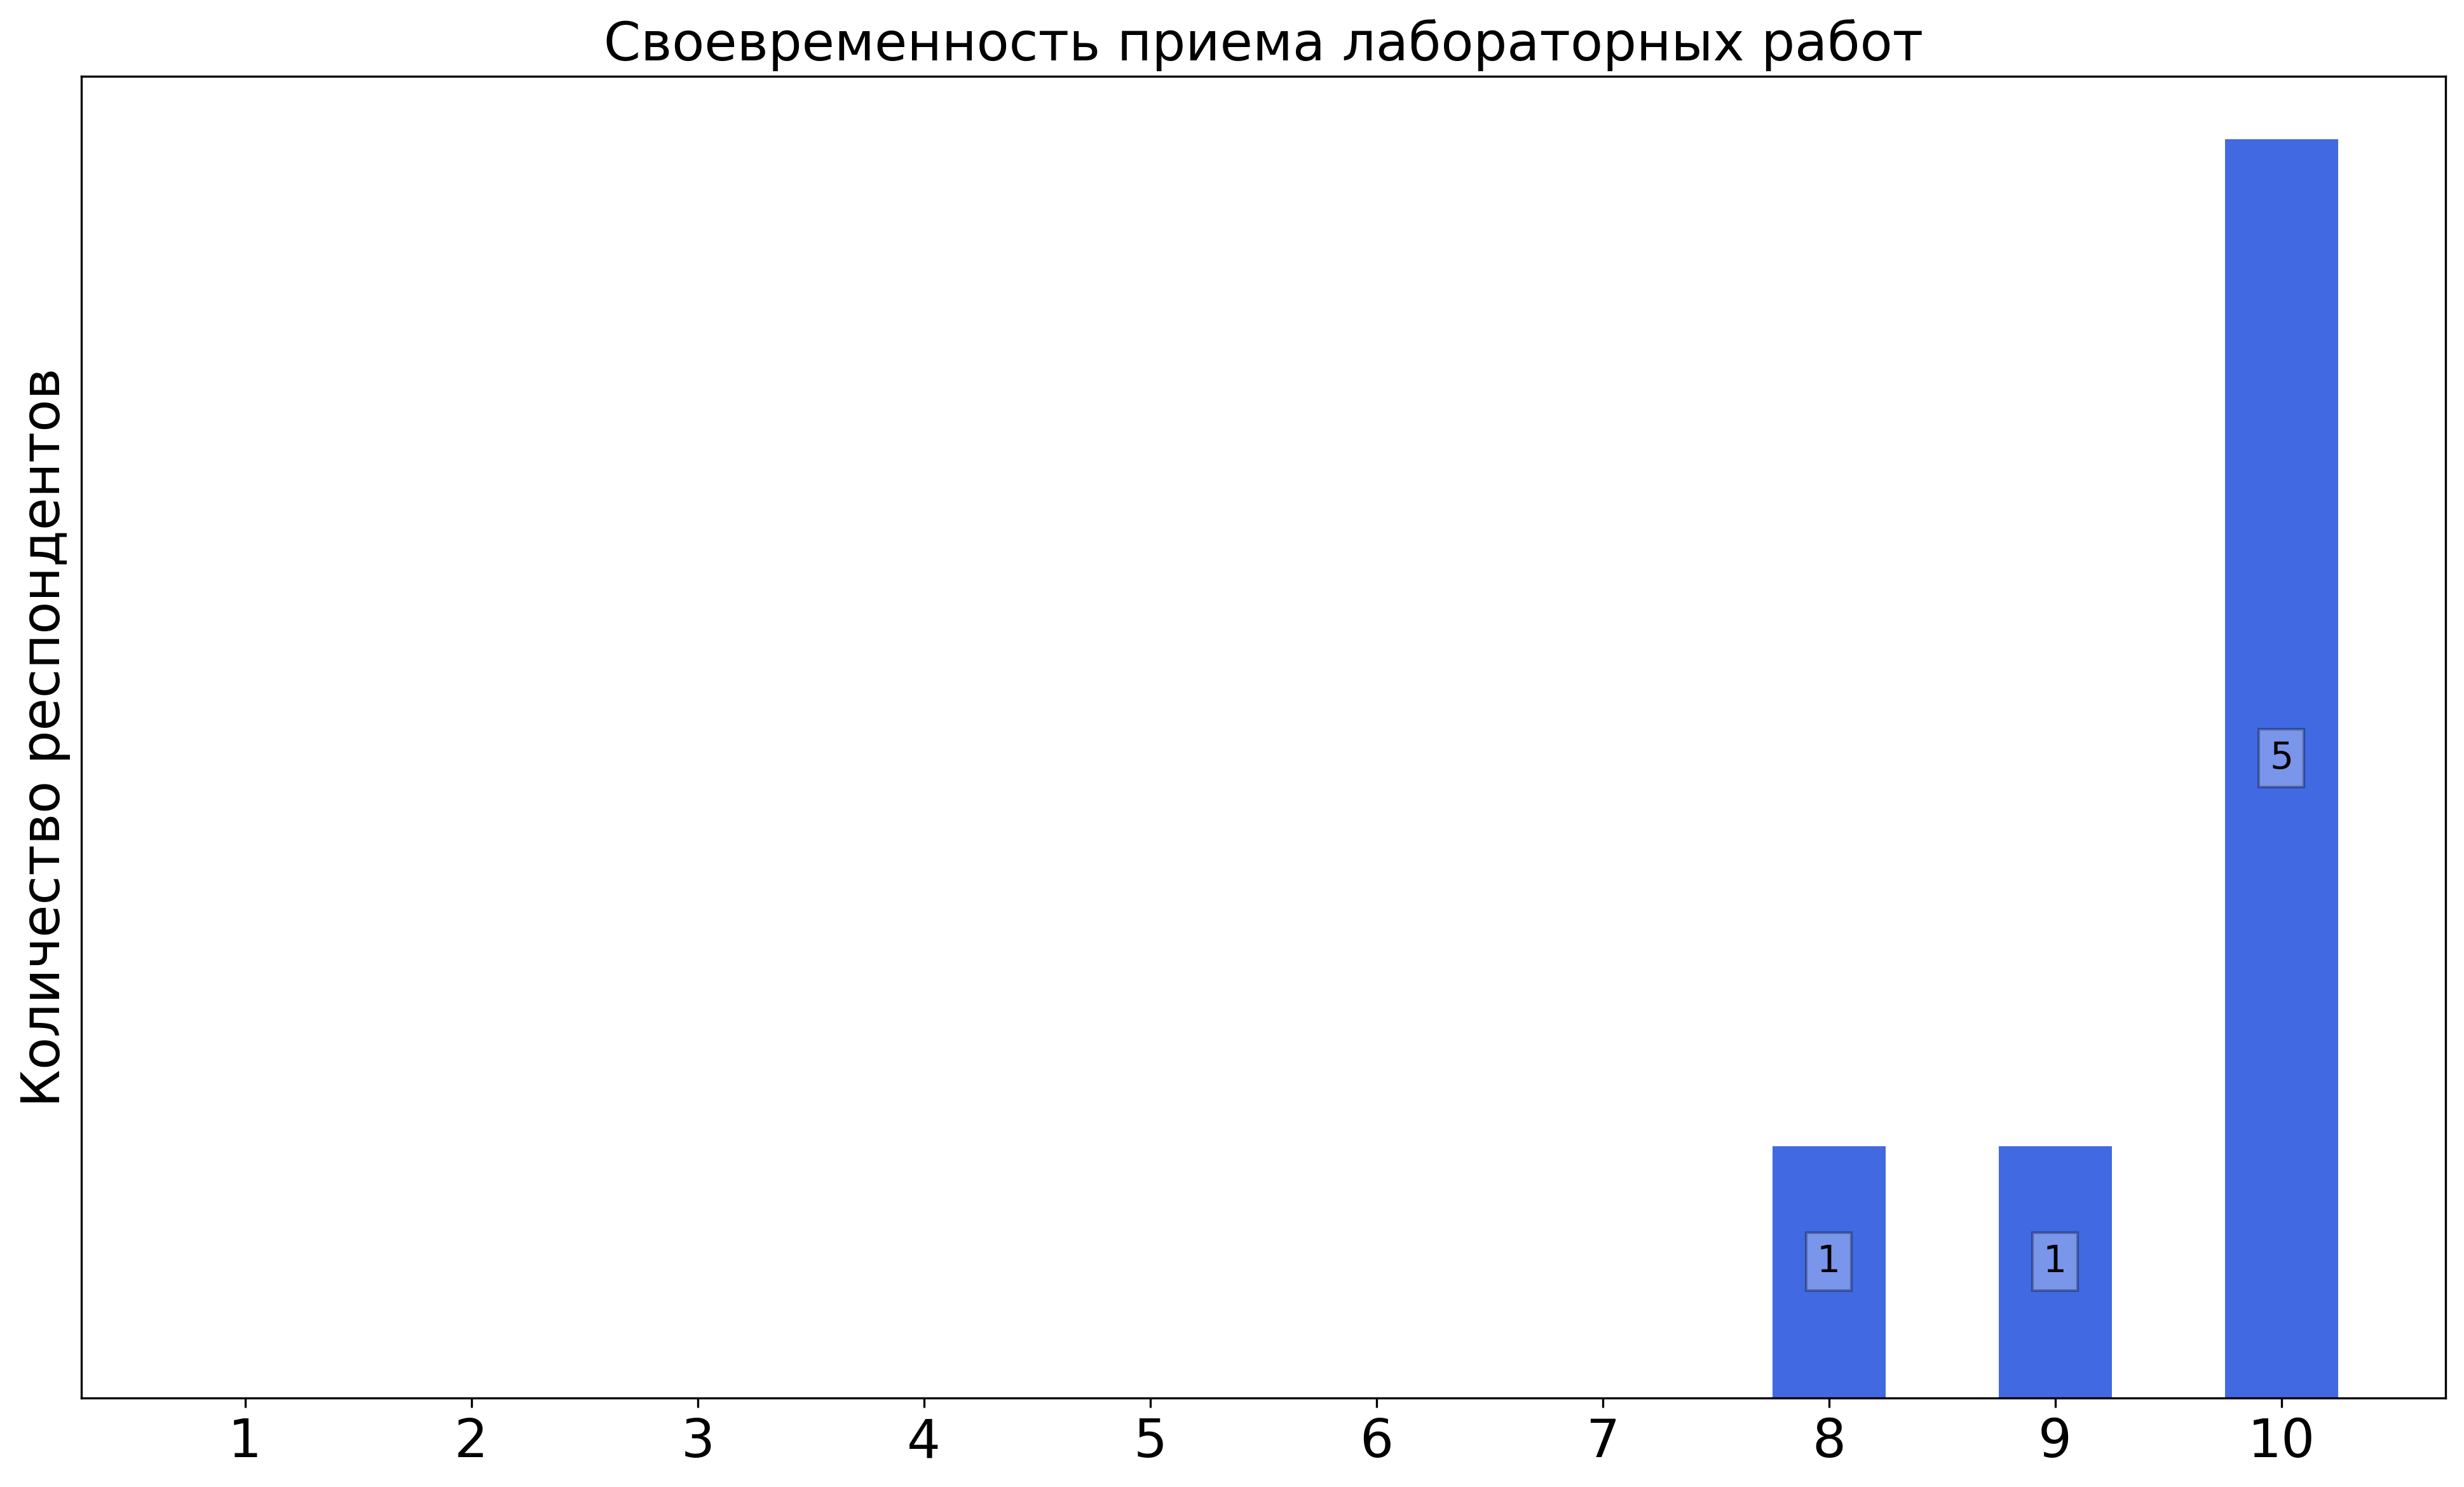 Своевременность приема лабораторных работ
Количество респондентов
5
1 1
1 2 3 4 5 6 7 8 9 10